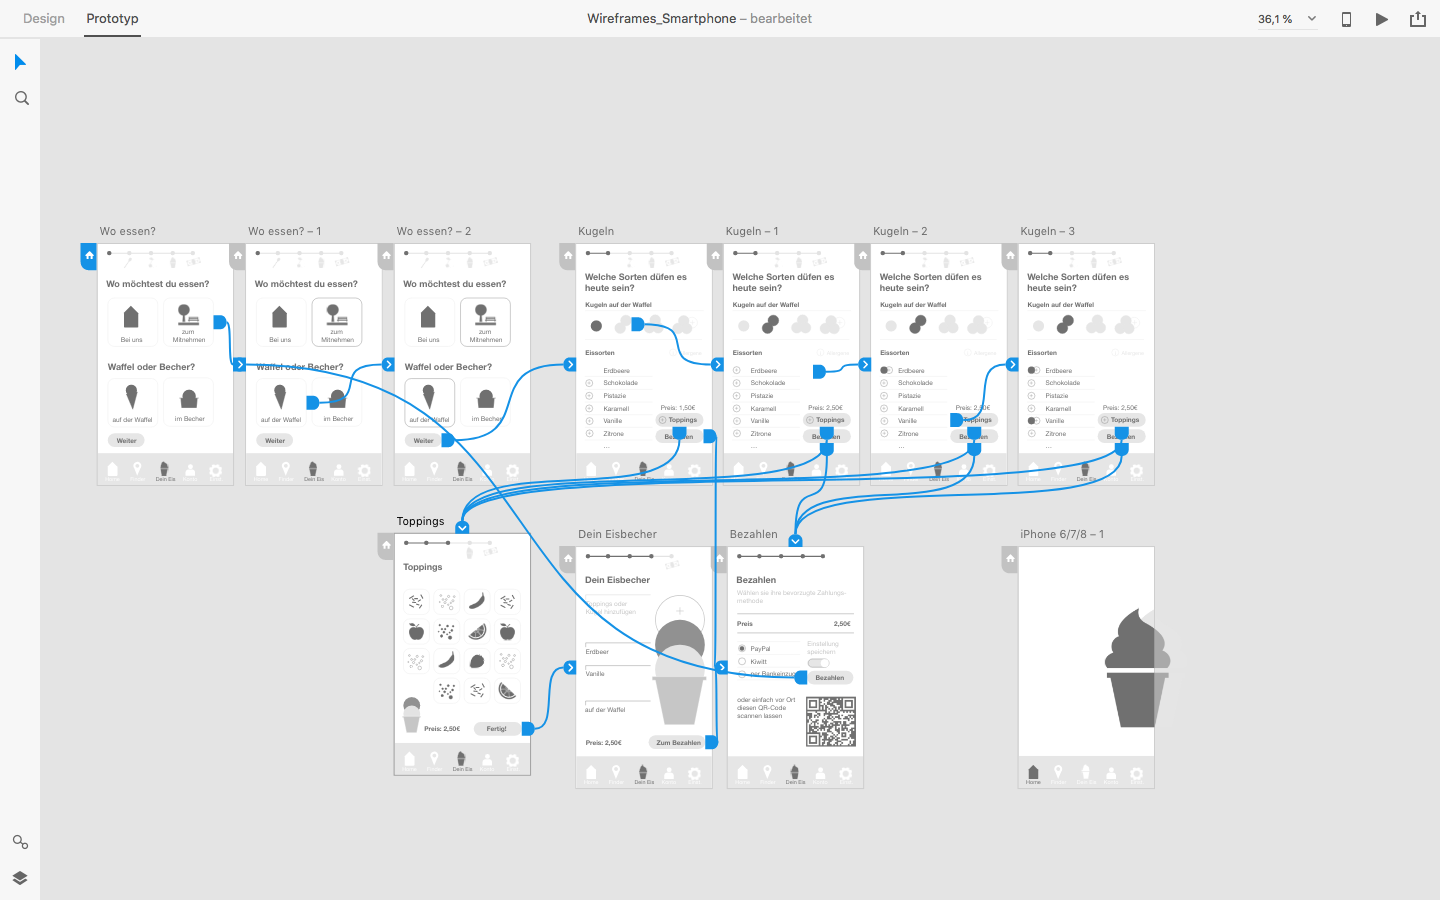 Design
Prototyp
Wireframes_Smartphone – bearbeitet
36,1 %
Wo essen?
Wo möchtest du essen?
Bei uns
zum
Mitnehmen
Waffel oder Becher?
auf der Waffel
im Becher
Weiter
Dein Eis
Wo essen? – 1
Wo möchtest du essen?
Bei uns
zum
Mitnehmen
Waffel oder Becher?
auf der Waffel
im Becher
Weiter
Dein Eis
Wo essen? – 2
Wo möchtest du essen?
Bei uns
zum
Mitnehmen
Waffel oder Becher?
auf der Waffel
im Becher
Weiter
Dein Eis
Kugeln
Welche Sorten düfen es
heute sein?
Kugeln auf der Waffel
Eissorten
Erdbeere
Schokolade
Pistazie
Karamell
Vanille
Zitrone
...
Preis: 1,50€
Toppings
Bezahlen
Dein Eis
Kugeln – 1
Welche Sorten düfen es
heute sein?
Kugeln auf der Waffel
Eissorten
Erdbeere
Schokolade
Pistazie
Karamell
Vanille
Zitrone
...
Preis: 2,50€
Toppings
Bezahlen
Dein Eis
Kugeln – 2
Welche Sorten düfen es
heute sein?
Kugeln auf der Waffel
Eissorten
Erdbeere
Schokolade
Pistazie
Karamell
Vanille
Zitrone
...
Preis: 2,50€
Toppings
Bezahlen
Dein Eis
Kugeln – 3
Welche Sorten düfen es
heute sein?
Kugeln auf der Waffel
Eissorten
Erdbeere
Schokolade
Pistazie
Karamell
Vanille
Zitrone
...
Preis: 2,50€
Toppings
Bezahlen
Dein Eis
Toppings
Toppings
Preis: 2,50€
Fertig!
Dein Eis
Dein Eisbecher
Dein Eisbecher
Toppings oder
Kugel hinzufügen
Erdbeer
Vanille
auf der Waffel
Preis: 2,50€
Zum Bezahlen
Dein Eis
Bezahlen
Bezahlen
Wählen sie ihre bevorzugte Zahlungs-
methode
Preis
2,50€
PayPal
Kiwitt
per Bankeinzug
Einstellung
speichern
Bezahlen
oder einfach vor Ort
diesen QR-Code
scannen lassen
Dein Eis
iPhone 6/7/8 – 1
Home